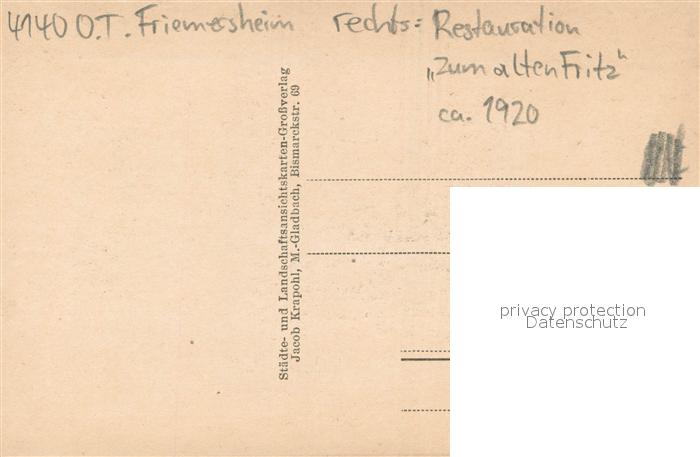 4140 O.T. Friemersheim rechts: Restauration
„Zum alten Fritz"
ca. 1920
Städte- und Landschaftsansichtskarten-Großverlag
Jacob Krapohl, M.-Gladbach, Bismarckstr. 69
privacy protection
Datenschutz